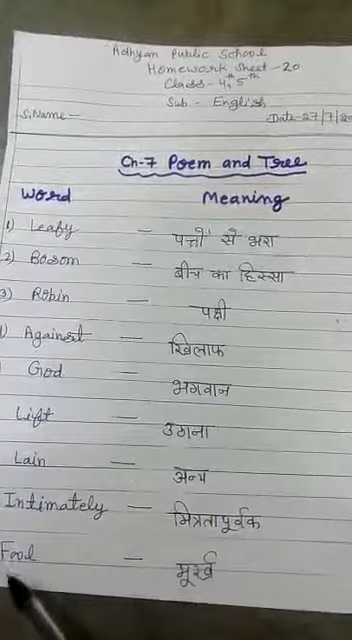 Adhyan Public School
Homework Sheet - 20
Class - 4th, 5th
Sub - English
S.Name -
Date - 27/7/20
Ch-7 Poem and Tree
Word Meaning
1) Leafy - पत्तों से भरा
2) Bosom - बीच का हिस्सा
3) Robin - पक्षी
) Against - खिलाफ
God - भगवान
Lift - उठाना
Lain - अन्य
Intimately - मित्रतापूर्वक
Fool - मूर्ख